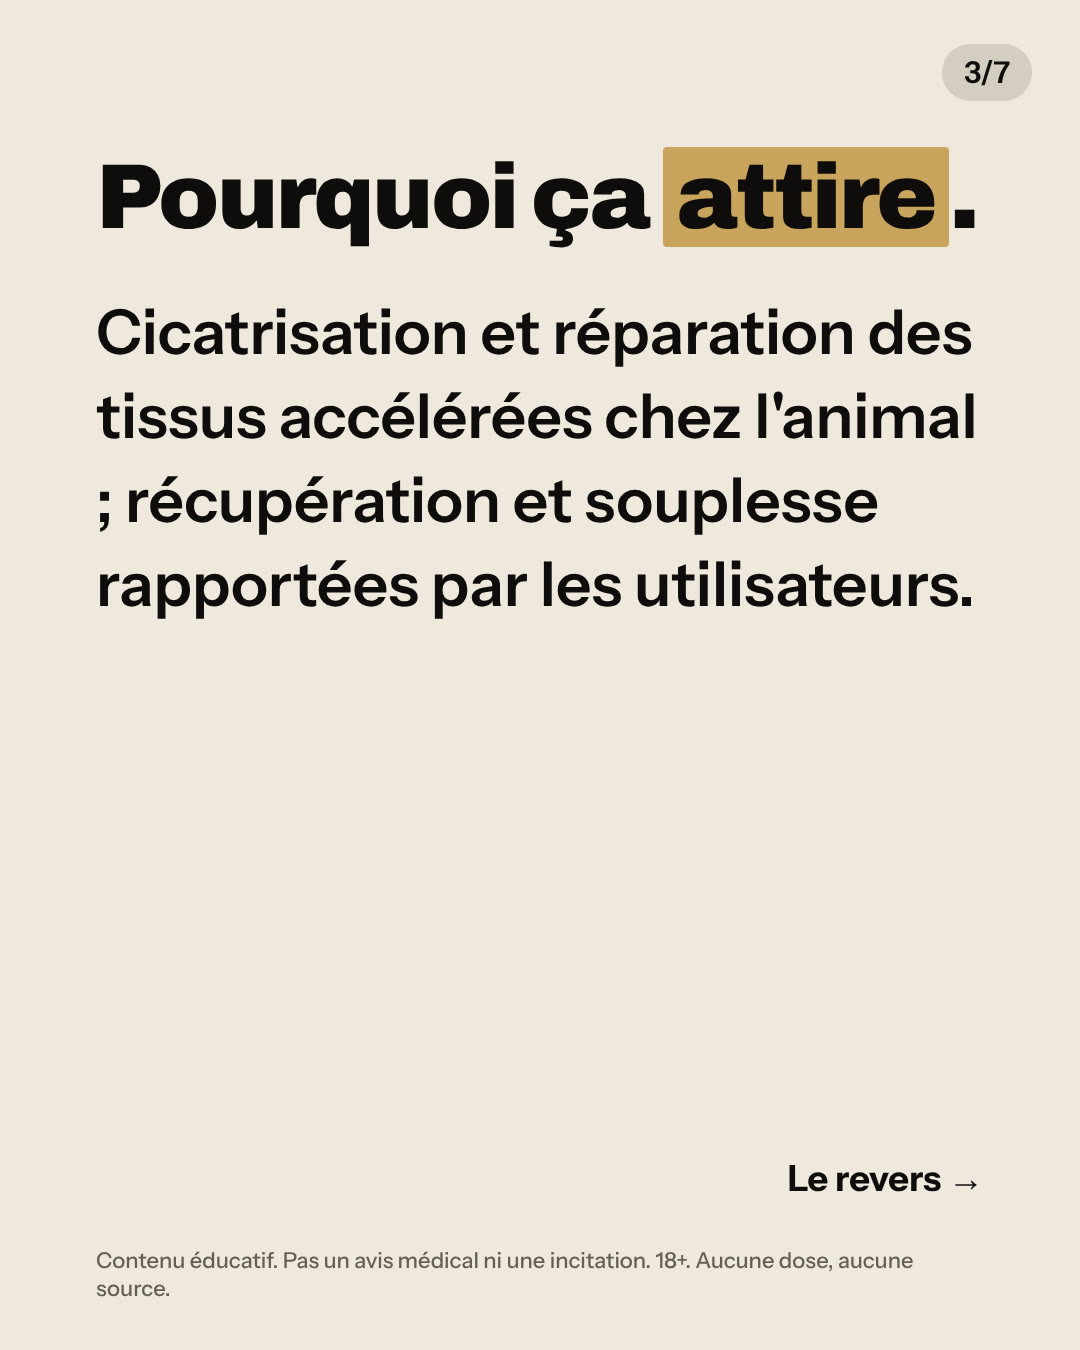 3/7
Pourquoi ça attire.
Cicatrisation et réparation des
tissus accélérées chez l'animal
; récupération et souplesse
rapportées par les utilisateurs.
Le revers →
Contenu éducatif. Pas un avis médical ni une incitation. 18+. Aucune dose, aucune
source.